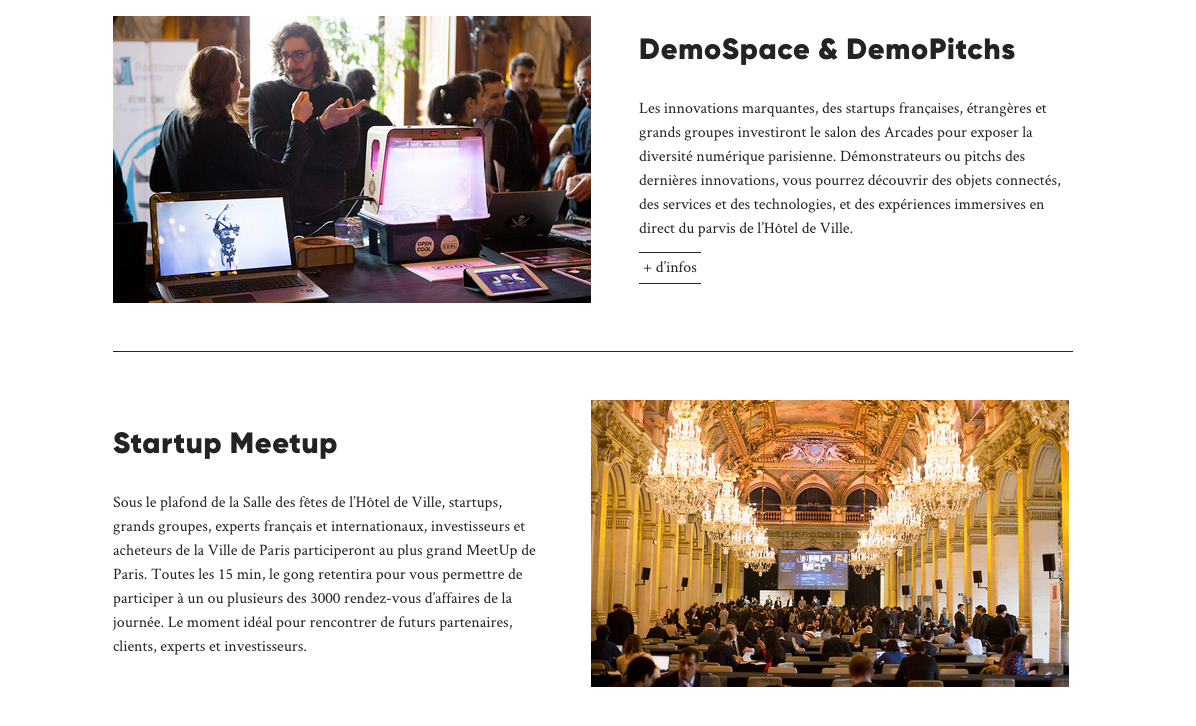 DemoSpace & DemoPitchs
Les innovations marquantes, des startups françaises, étrangères et
grands groupes investiront le salon des Arcades pour exposer la
diversité numérique parisienne. Démonstrateurs ou pitchs des
dernières innovations, vous pourrez découvrir des objets connectés,
des services et des technologies, et des expériences immersives en
direct du parvis de l’Hôtel de Ville.
+ d’infos
OPEN
COOL
Startup Meetup
Sous le plafond de la Salle des fêtes de l’Hôtel de Ville, startups,
grands groupes, experts français et internationaux, investisseurs et
acheteurs de la Ville de Paris participeront au plus grand MeetUp de
Paris. Toutes les 15 min, le gong retentira pour vous permettre de
participer à un ou plusieurs des 3000 rendez-vous d’affaires de la
journée. Le moment idéal pour rencontrer de futurs partenaires,
clients, experts et investisseurs.